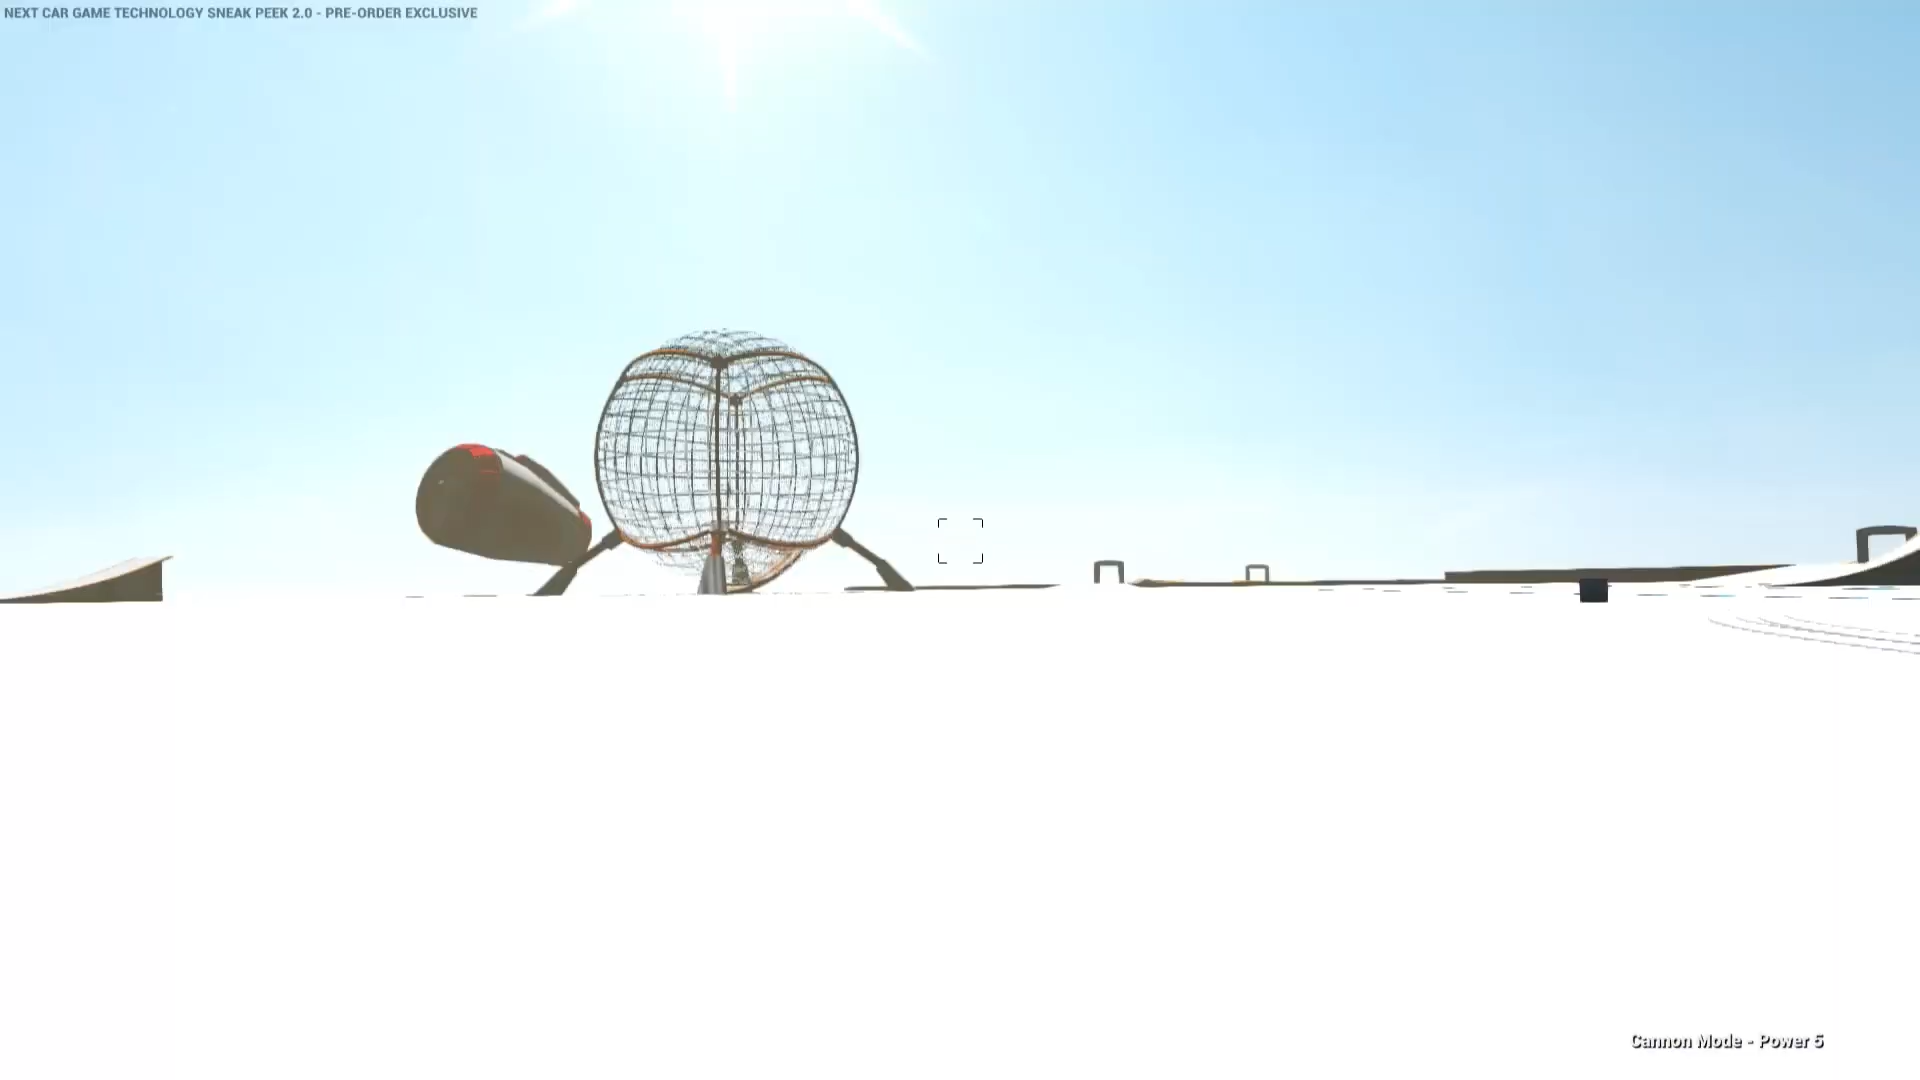 NEXT CAR GAME TECHNOLOGY SNEAK PEEK 2.0 - PRE-ORDER EXCLUSIVE
Cannon Mode - Power 5